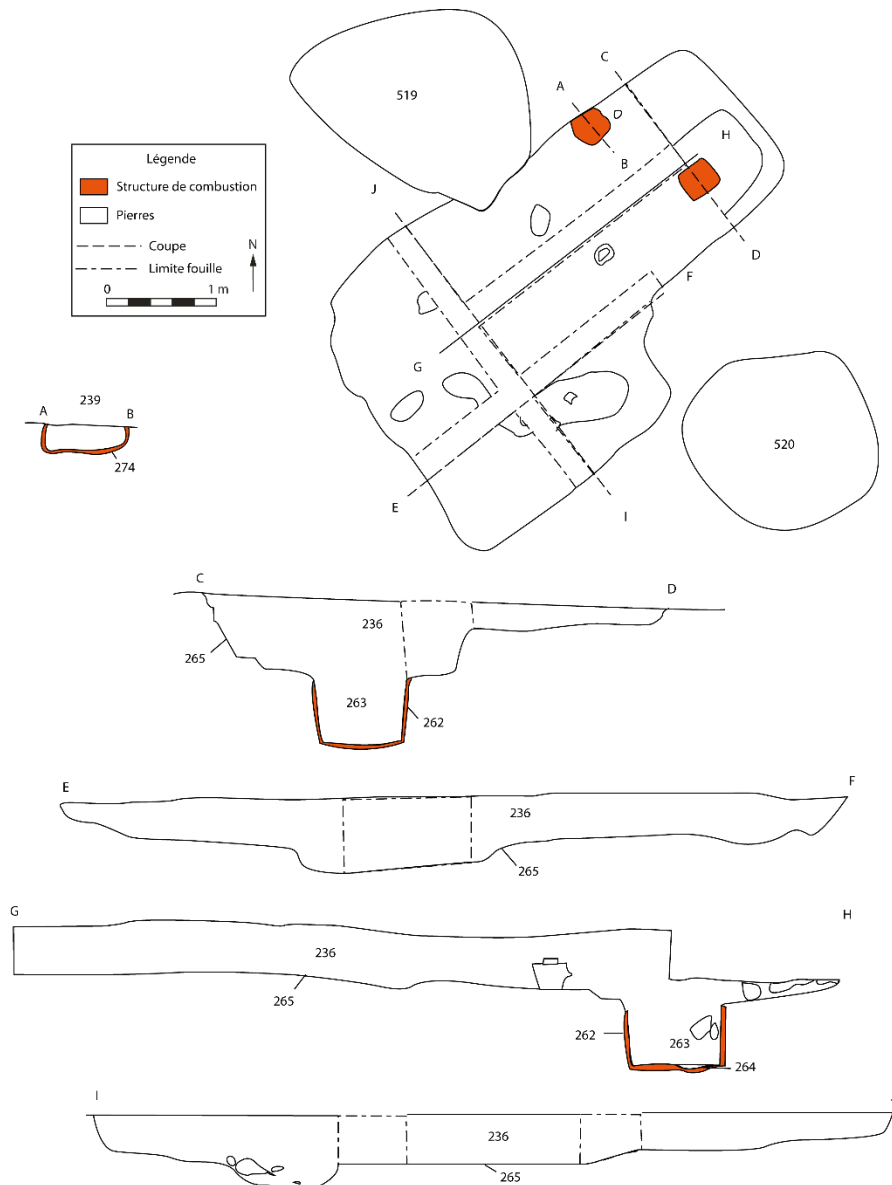 C
A
519
Légende
Structure de combustion
Pierres
Coupe
N
Limite fouille
0 1 m
J
H
B
D
F
G
E
I
520
239
A B
274
C D
236
265
263
262
E F
236
265
G H
236
265
262
263
264
I
236
265